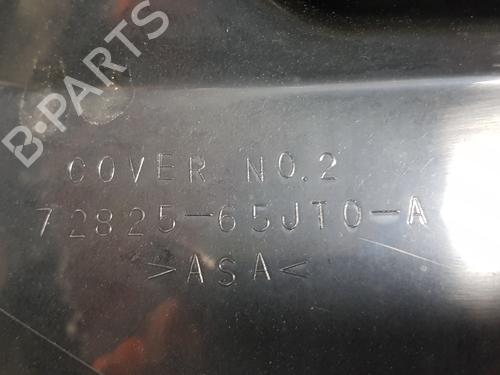 B-PARTS
COVER NO.2
72825-65JT0-A
>ASA<